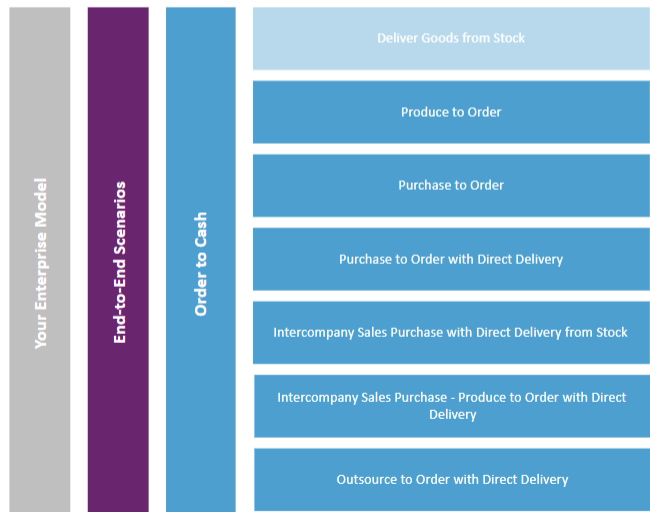 Your Enterprise Model
End-to-End Scenarios
Order to Cash
Deliver Goods from Stock
Produce to Order
Purchase to Order
Purchase to Order with Direct Delivery
Intercompany Sales Purchase with Direct Delivery from Stock
Intercompany Sales Purchase - Produce to Order with Direct
Delivery
Outsource to Order with Direct Delivery